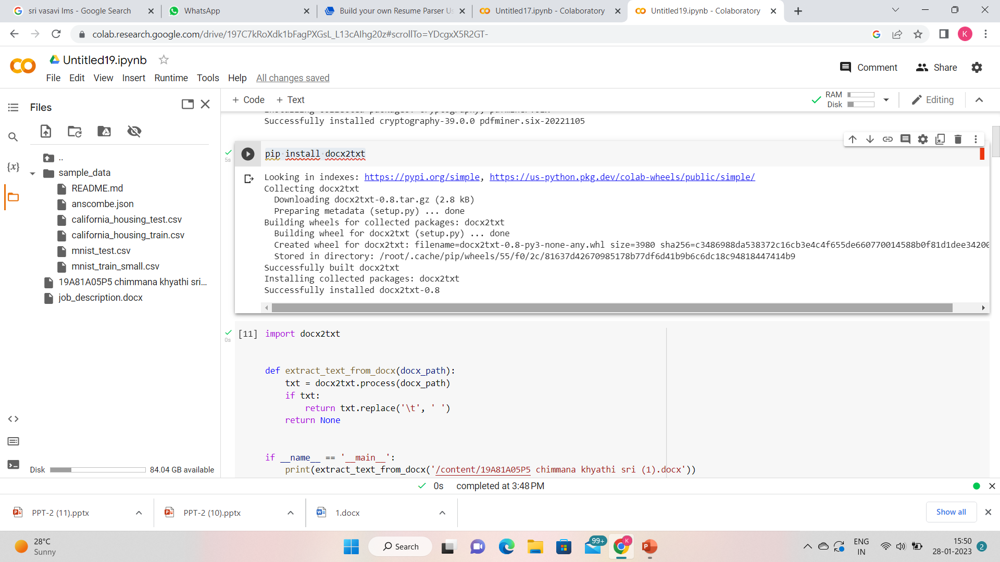 sri vasavi lms - Google Search
WhatsApp
Build your own Resume Parser Us
Untitled17.ipynb - Colaboratory
Untitled19.ipynb - Colaboratory
colab.research.google.com/drive/197C7kRoXdk1bFagPXGsL_L13cAIhg20z#scrollTo=YDcgxX5R2GT-
K
Untitled19.ipynb
Comment
Share
File Edit View Insert Runtime Tools Help All changes saved
Files
+ Code + Text
RAM
Disk
Editing
Installing collected packages: cryptography, pdfminer.six
Successfully installed cryptography-39.0.0 pdfminer.six-20221105
{x}
..
sample_data
README.md
anscombe.json
california_housing_test.csv
california_housing_train.csv
mnist_test.csv
mnist_train_small.csv
19A81A05P5 chimmana khyathi sri...
job_description.docx
Disk 84.04 GB available
5s
pip install docx2txt
Looking in indexes: https://pypi.org/simple, https://us-python.pkg.dev/colab-wheels/public/simple/
Collecting docx2txt
Downloading docx2txt-0.8.tar.gz (2.8 kB)
Preparing metadata (setup.py) ... done
Building wheels for collected packages: docx2txt
Building wheel for docx2txt (setup.py) ... done
Created wheel for docx2txt: filename=docx2txt-0.8-py3-none-any.whl size=3980 sha256=c3486988da538372c16cb3e4c4f655de660770014588b0f81d1dee34200
Stored in directory: /root/.cache/pip/wheels/55/f0/2c/81637d42670985178b77df6d41b9b6c6dc18c94818447414b9
Successfully built docx2txt
Installing collected packages: docx2txt
Successfully installed docx2txt-0.8
0s
[11] import docx2txt
def extract_text_from_docx(docx_path):
txt = docx2txt.process(docx_path)
if txt:
return txt.replace('\t', ' ')
return None
if __name__ == '__main__':
print(extract_text_from_docx('/content/19A81A05P5 chimmana khyathi sri (1).docx'))
0s completed at 3:48 PM
PPT-2 (11).pptx
PPT-2 (10).pptx
1.docx
Show all
28°C
Sunny
Search
99+
K
ENG
IN
15:50
28-01-2023
2